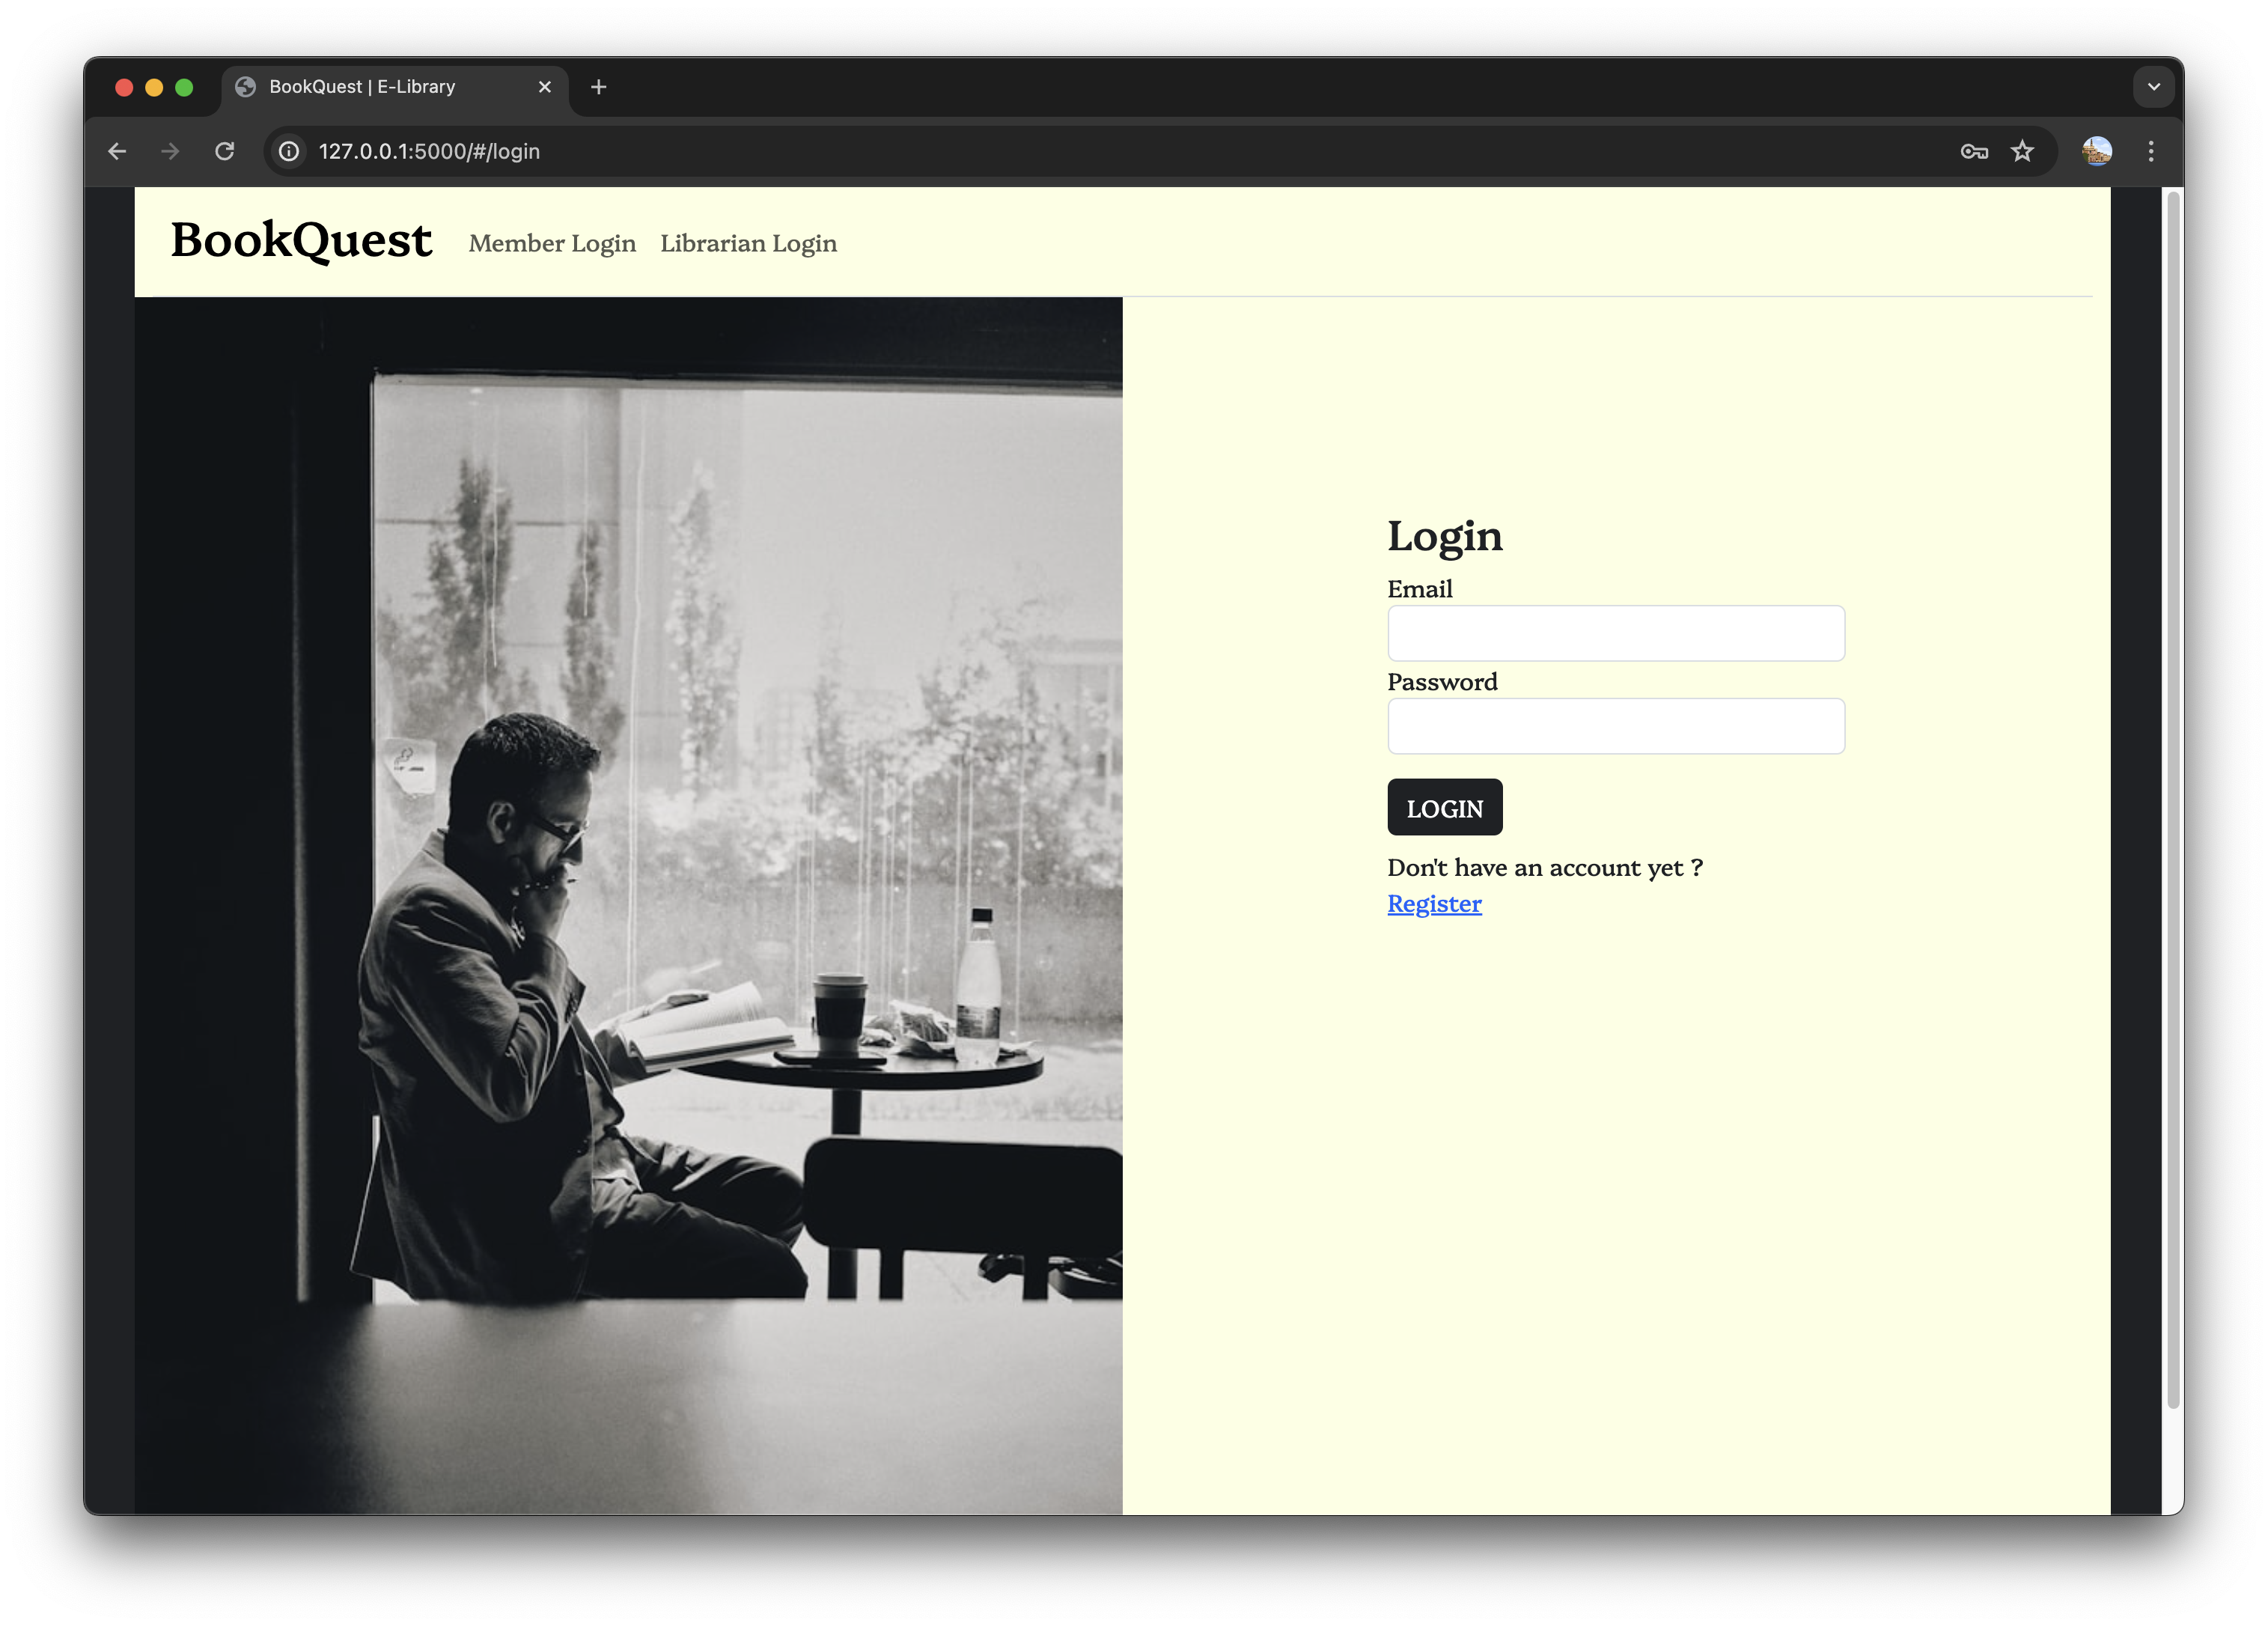 BookQuest | E-Library
127.0.0.1:5000/#/login
BookQuest Member Login Librarian Login
Login
Email
Password
LOGIN
Don't have an account yet ?
Register